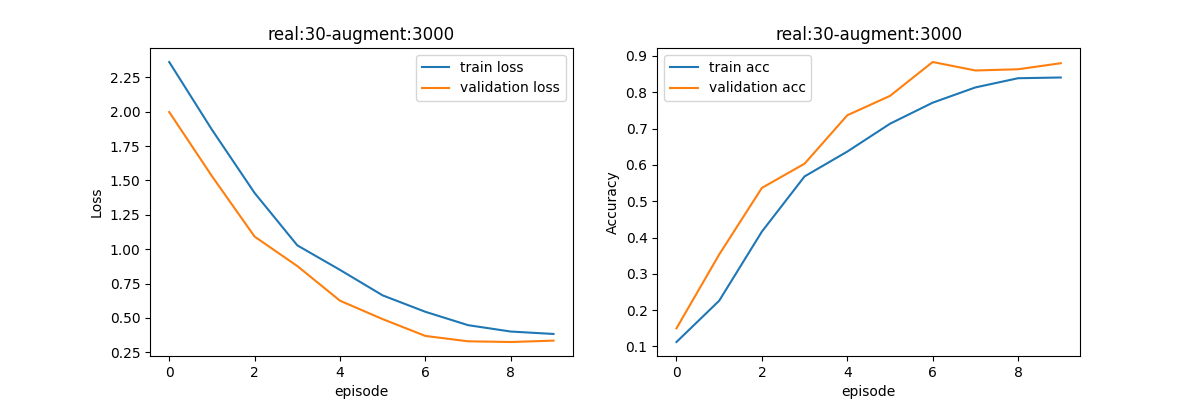 real:30-augment:3000
train loss
validation loss
2.25
2.00
1.75
1.50
1.25
1.00
0.75
0.50
0.25
Loss
0 2 4 6 8
episode
real:30-augment:3000
train acc
validation acc
0.9
0.8
0.7
0.6
0.5
0.4
0.3
0.2
0.1
Accuracy
0 2 4 6 8
episode